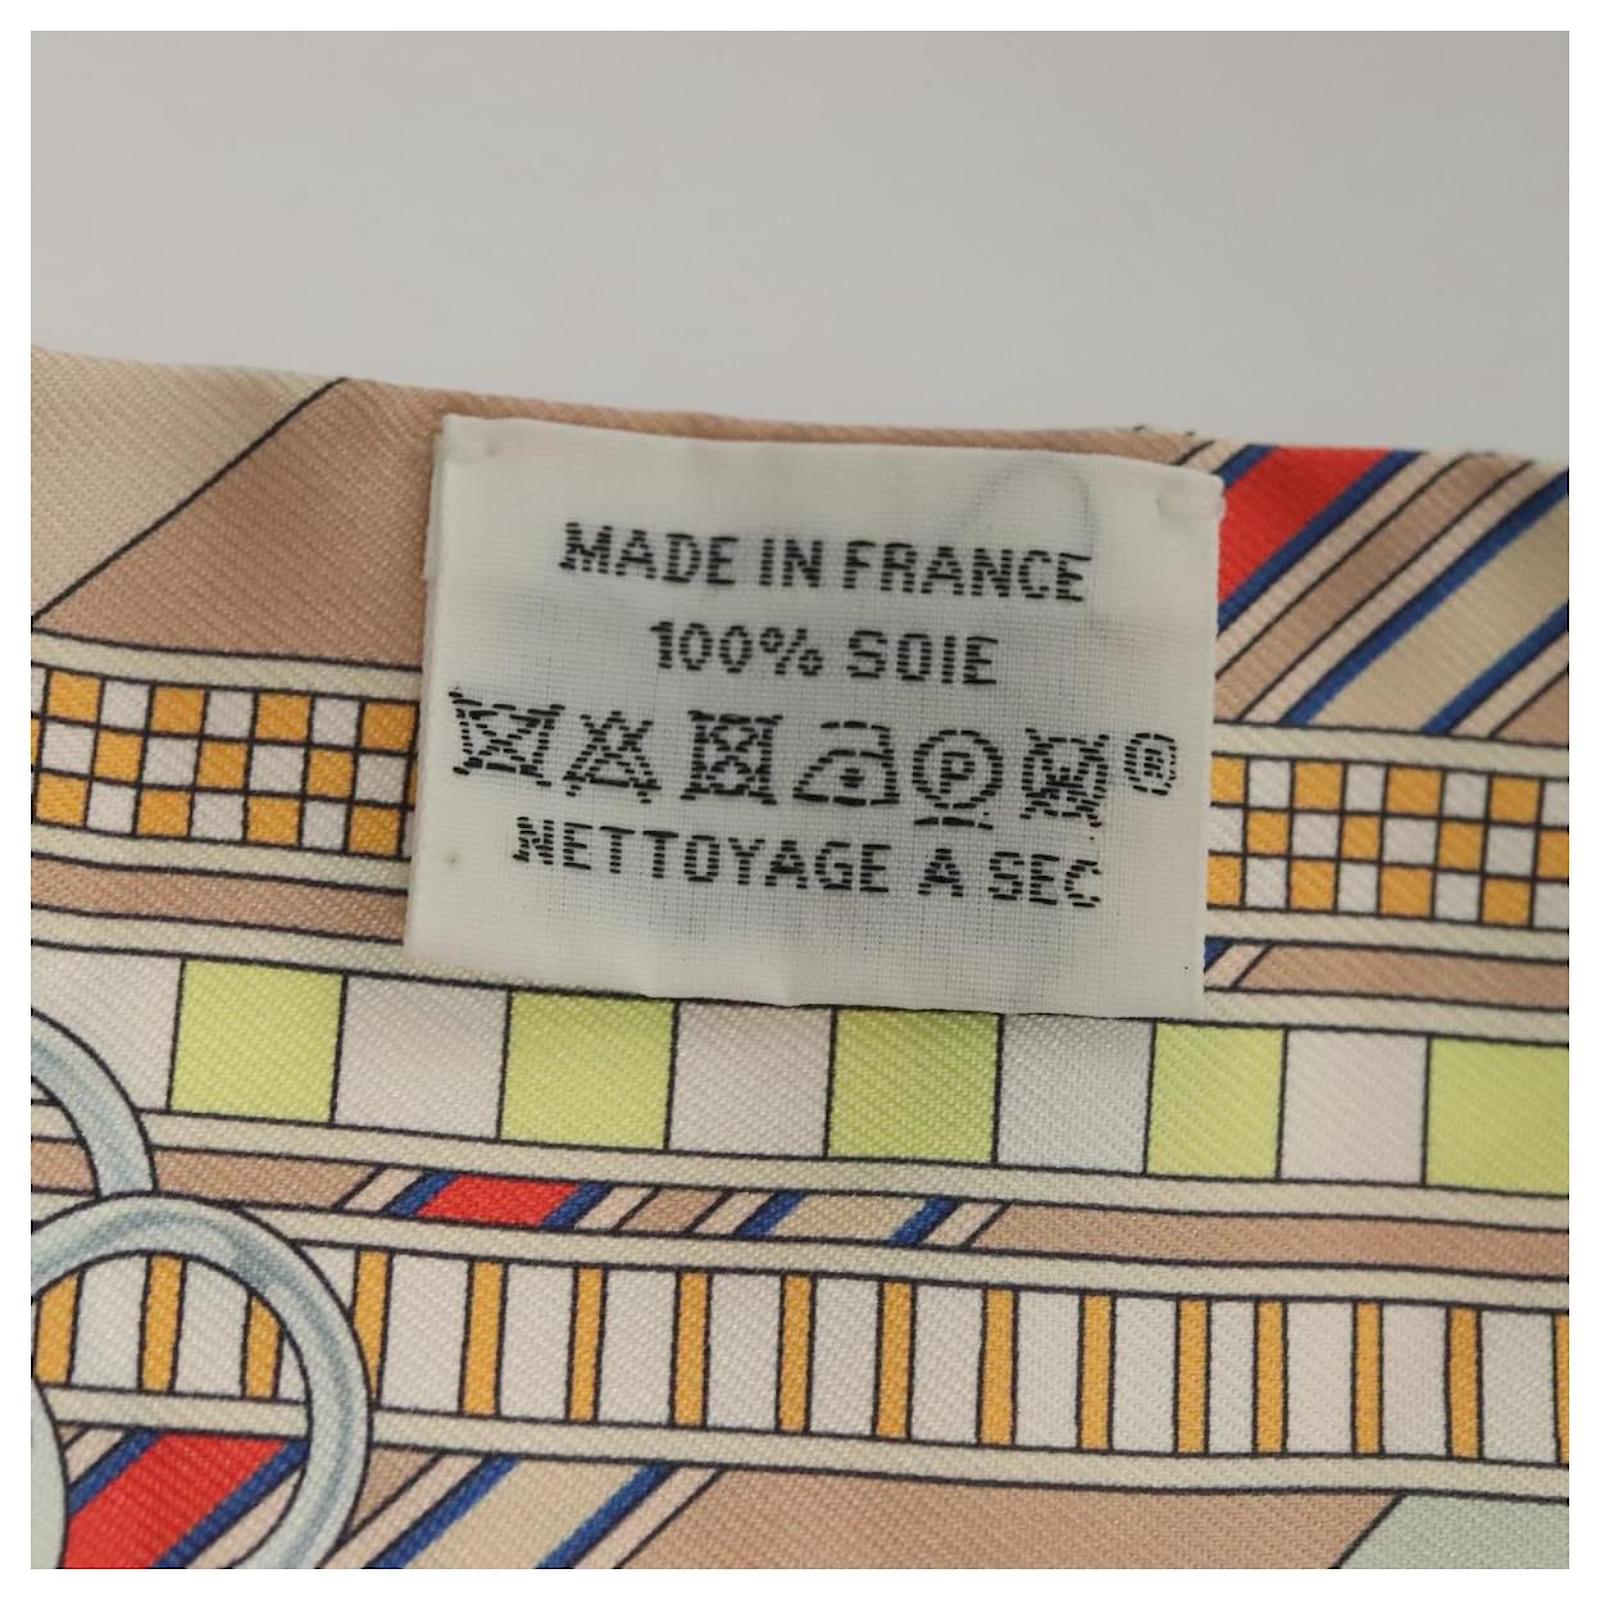 MADE IN FRANCE
100% SOIE
P ®
NETTOYAGE A SEC